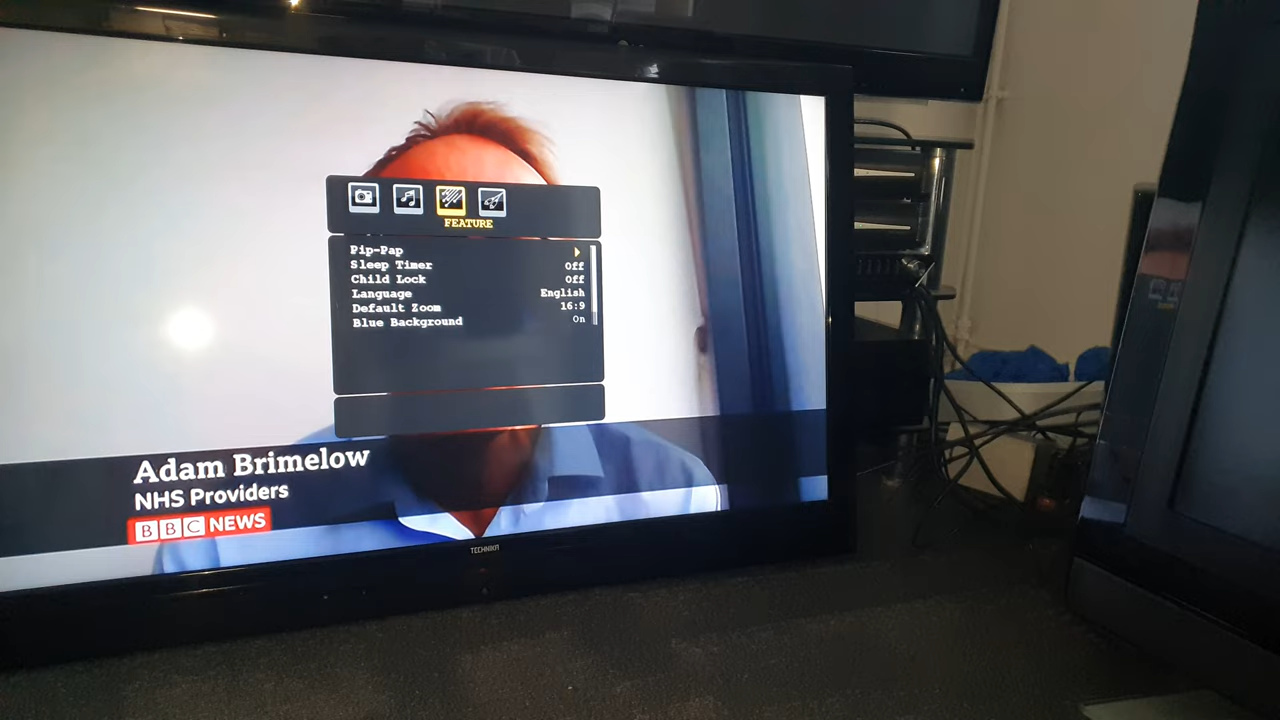 FEATURE
Pip-Pap
Sleep Timer Off
Child Lock Off
Language English
Default Zoom 16:9
Blue Background On
Adam Brimelow
NHS Providers
BBC NEWS
TECHNIKA